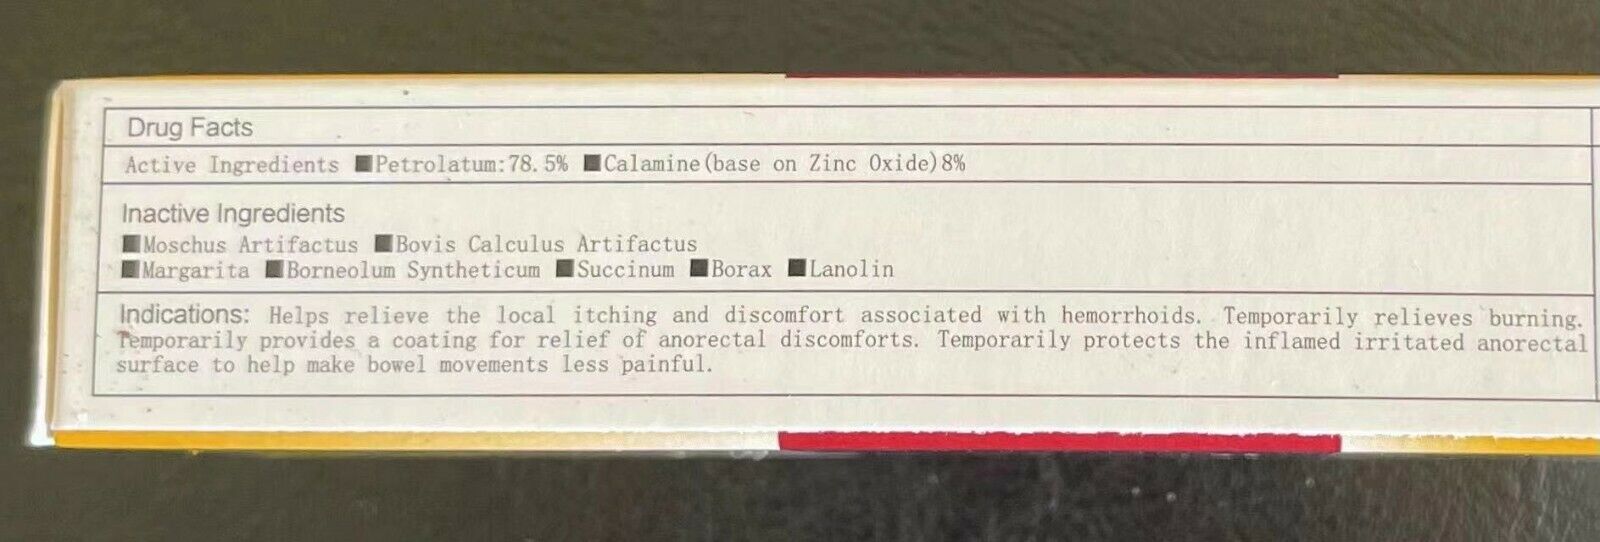 Drug Facts
Active Ingredients ■Petrolatum:78.5% ■Calamine(base on Zinc Oxide)8%
Inactive Ingredients
■Moschus Artifactus ■Bovis Calculus Artifactus
■Margarita ■Borneolum Syntheticum ■Succinum ■Borax ■Lanolin
Indications: Helps relieve the local itching and discomfort associated with hemorrhoids. Temporarily relieves burning.
Temporarily provides a coating for relief of anorectal discomforts. Temporarily protects the inflamed irritated anorectal
surface to help make bowel movements less painful.